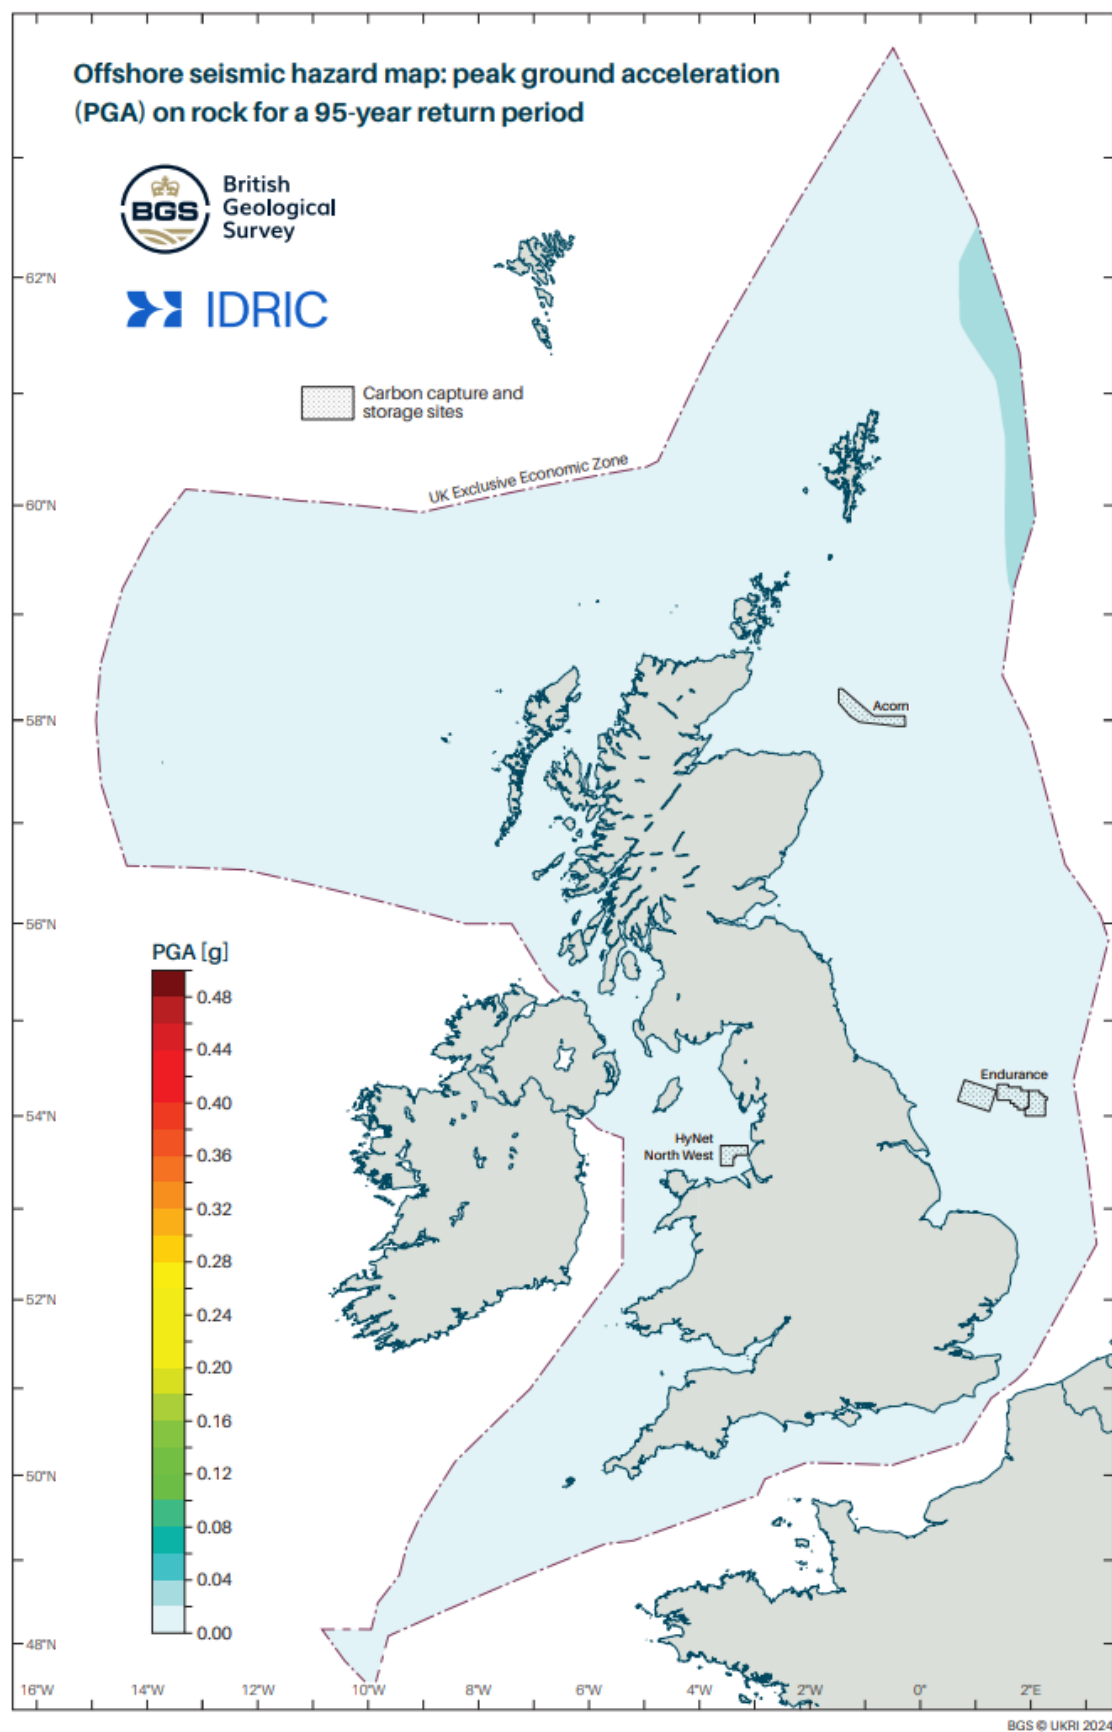 Offshore seismic hazard map: peak ground acceleration
(PGA) on rock for a 95-year return period
BGS
British
Geological
Survey
IDRIC
62°N
Carbon capture and
storage sites
UK Exclusive Economic Zone
60°N
Acorn
58°N
56°N
PGA [g]
0.48
0.44
0.40
0.36
0.32
0.28
0.24
0.20
0.16
0.12
0.08
0.04
0.00
Endurance
54°N
HyNet
North West
52°N
50°N
48°N
16°W
14°W
12°W
10°W
8°W
6°W
4°W
2°W
0°
2°E
BGS © UKRI 2024